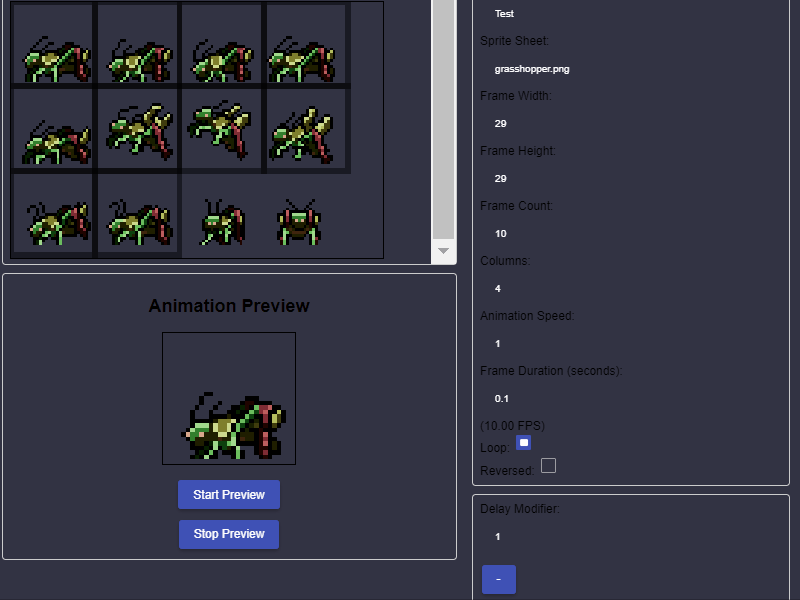 Animation Preview
Start Preview
Stop Preview
Test
Sprite Sheet:
grasshopper.png
Frame Width:
29
Frame Height:
29
Frame Count:
10
Columns:
4
Animation Speed:
1
Frame Duration (seconds):
0.1
(10.00 FPS)
Loop:
Reversed:
Delay Modifier:
1
-